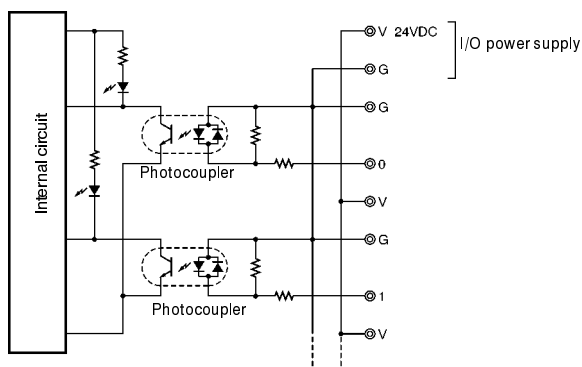 V 24VDC
I/O power supply
G
G
Internal circuit
0
Photocoupler
V
G
1
Photocoupler
V